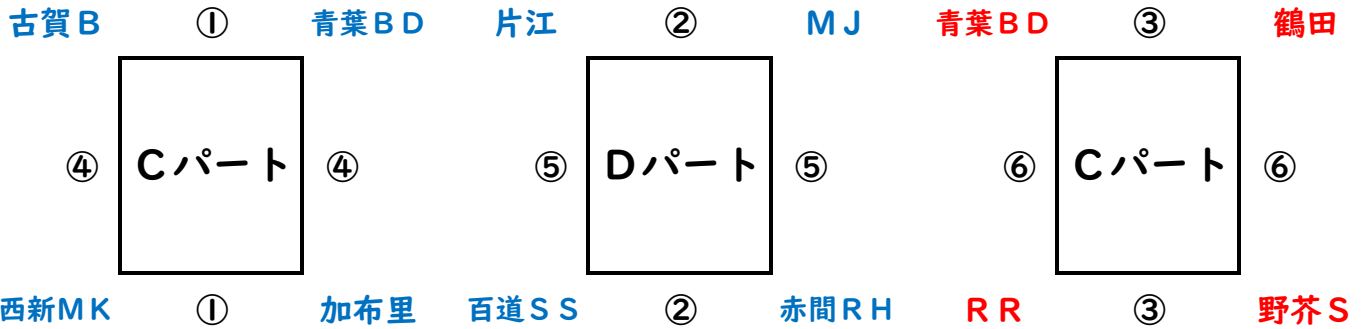 古賀Ｂ ① 青葉ＢＤ 片江 ② ＭＪ 青葉ＢＤ ③ 鶴田
④ Ｃパート ④ ⑤ Ｄパート ⑤ ⑥ Ｃパート ⑥
西新ＭＫ ① 加布里 百道ＳＳ ② 赤間ＲＨ ＲＲ ③ 野芥Ｓ